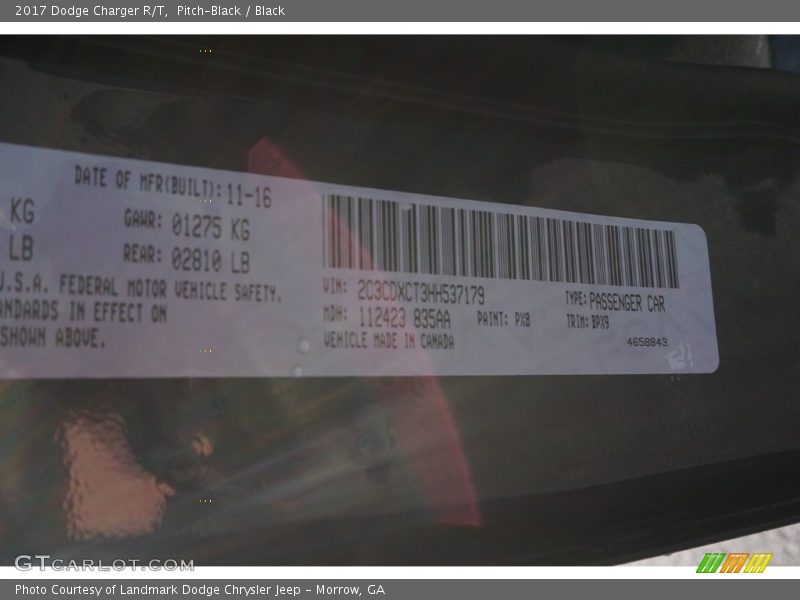 2017 Dodge Charger R/T, Pitch-Black / Black
DATE OF MFR(BUILT): 11-16
KG GAWR: 01275 KG
LB REAR: 02810 LB
U.S.A. FEDERAL MOTOR VEHICLE SAFETY.
ANDARDS IN EFFECT ON
SHOWN ABOVE.
VIN: 2C3CDXCT3HH537179 TYPE: PASSENGER CAR
MDH: 112423 835AA PAINT: PX8 TRIM: BPX9
VEHICLE MADE IN CANADA 4658843
GTCARLOT.COM
Photo Courtesy of Landmark Dodge Chrysler Jeep – Morrow, GA